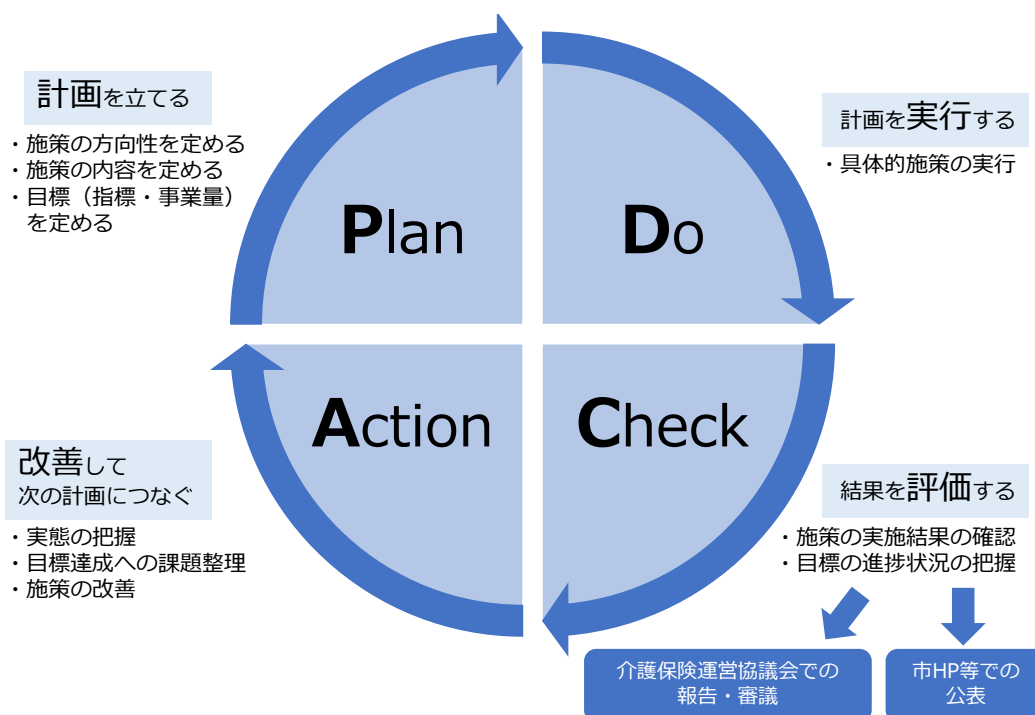 計画を立てる
・施策の方向性を定める
・施策の内容を定める
・目標（指標・事業量）
を定める
Plan
Do
計画を実行する
・具体的施策の実行
Action
Check
改善して
次の計画につなぐ
・実態の把握
・目標達成への課題整理
・施策の改善
結果を評価する
・施策の実施結果の確認
・目標の進捗状況の把握
介護保険運営協議会での
報告・審議
市HP等での
公表